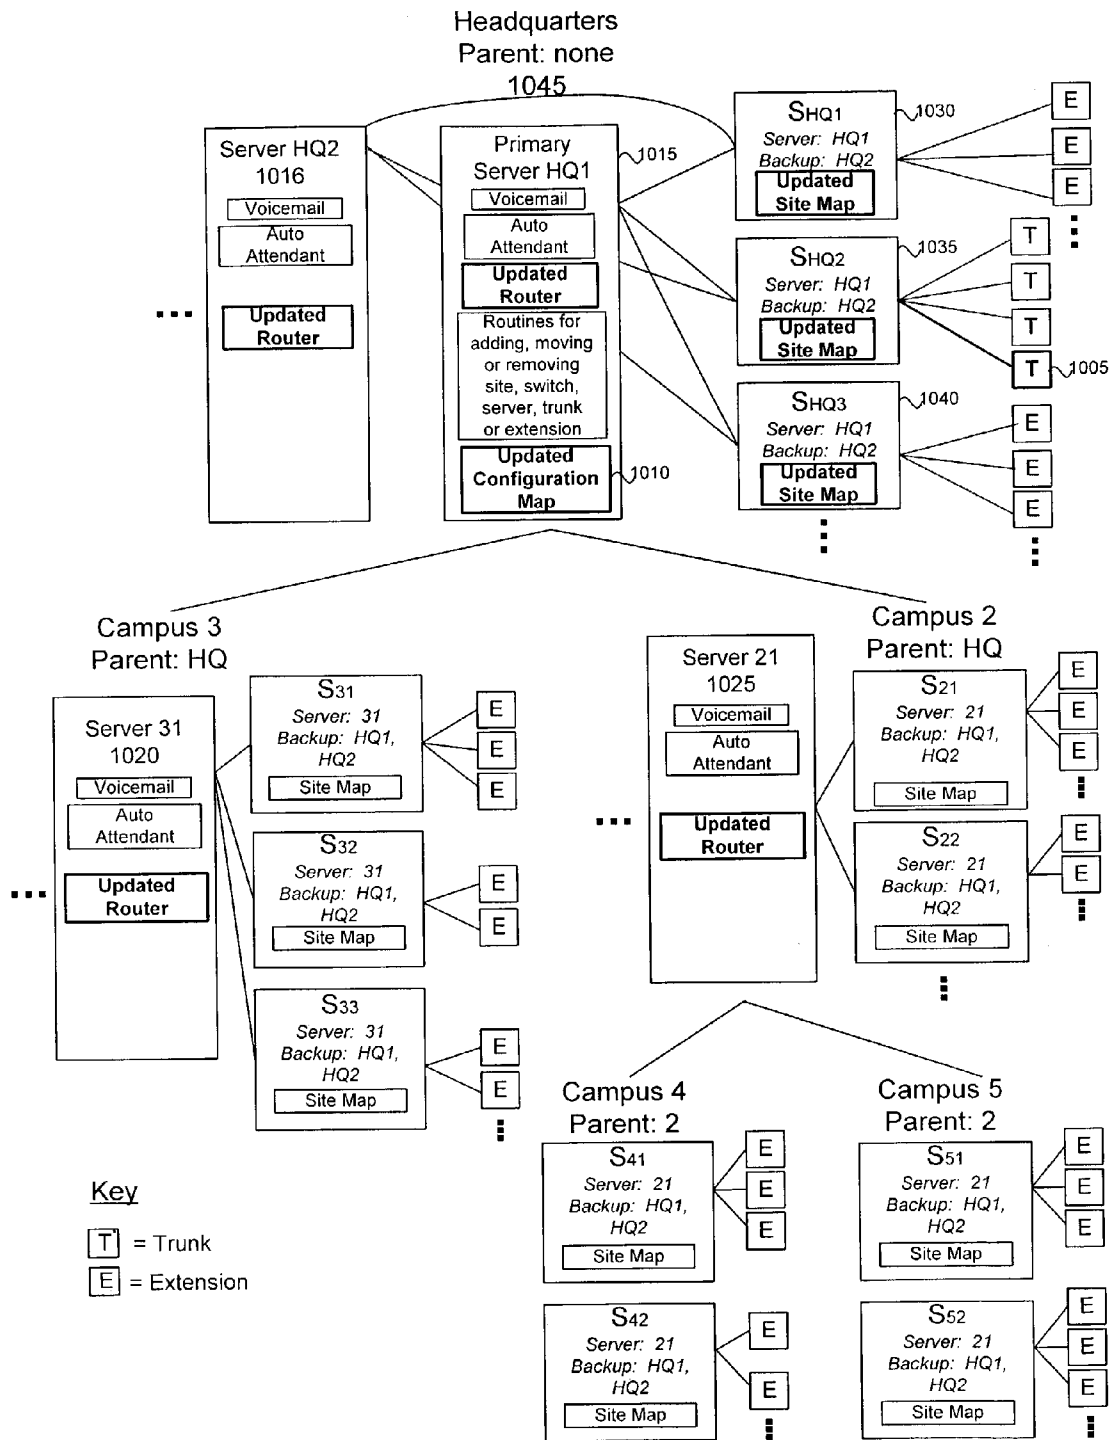 Headquarters
Parent: none
1045
Server HQ2
1016
Voicemail
Auto
Attendant
Updated
Router
Primary
Server HQ1
1015
Voicemail
Auto
Attendant
Updated
Router
Routines for
adding, moving
or removing
site, switch,
server, trunk
or extension
Updated
Configuration
Map
1010
SHQ1
1030
Server: HQ1
Backup: HQ2
Updated
Site Map
E
E
E
SHQ2
1035
Server: HQ1
Backup: HQ2
Updated
Site Map
T
T
T
T
1005
SHQ3
1040
Server: HQ1
Backup: HQ2
Updated
Site Map
E
E
E
Campus 3
Parent: HQ
Server 31
1020
Voicemail
Auto
Attendant
Updated
Router
S31
Server: 31
Backup: HQ1,
HQ2
Site Map
E
E
E
S32
Server: 31
Backup: HQ1,
HQ2
Site Map
E
E
S33
Server: 31
Backup: HQ1,
HQ2
Site Map
E
E
Campus 2
Parent: HQ
Server 21
1025
Voicemail
Auto
Attendant
Updated
Router
S21
Server: 21
Backup: HQ1,
HQ2
Site Map
E
E
E
S22
Server: 21
Backup: HQ1,
HQ2
Site Map
E
E
Campus 4
Parent: 2
S41
Server: 21
Backup: HQ1,
HQ2
Site Map
E
E
E
S42
Server: 21
Backup: HQ1,
HQ2
Site Map
E
E
Campus 5
Parent: 2
S51
Server: 21
Backup: HQ1,
HQ2
Site Map
E
E
E
S52
Server: 21
Backup: HQ1,
HQ2
Site Map
E
E
E
Key
T = Trunk
E = Extension